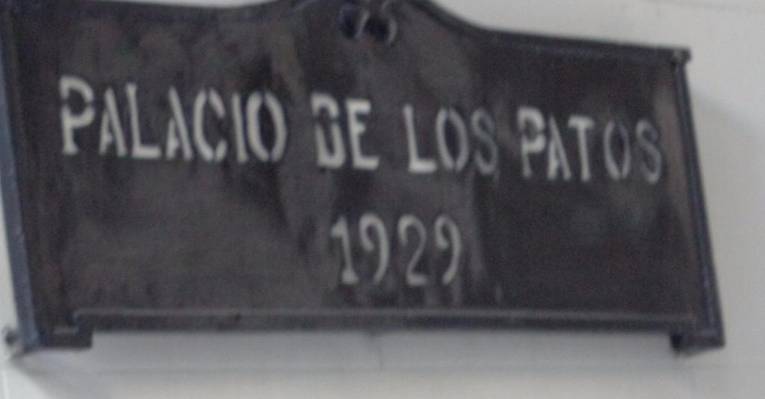 PALACIO DE LOS PATOS
1929